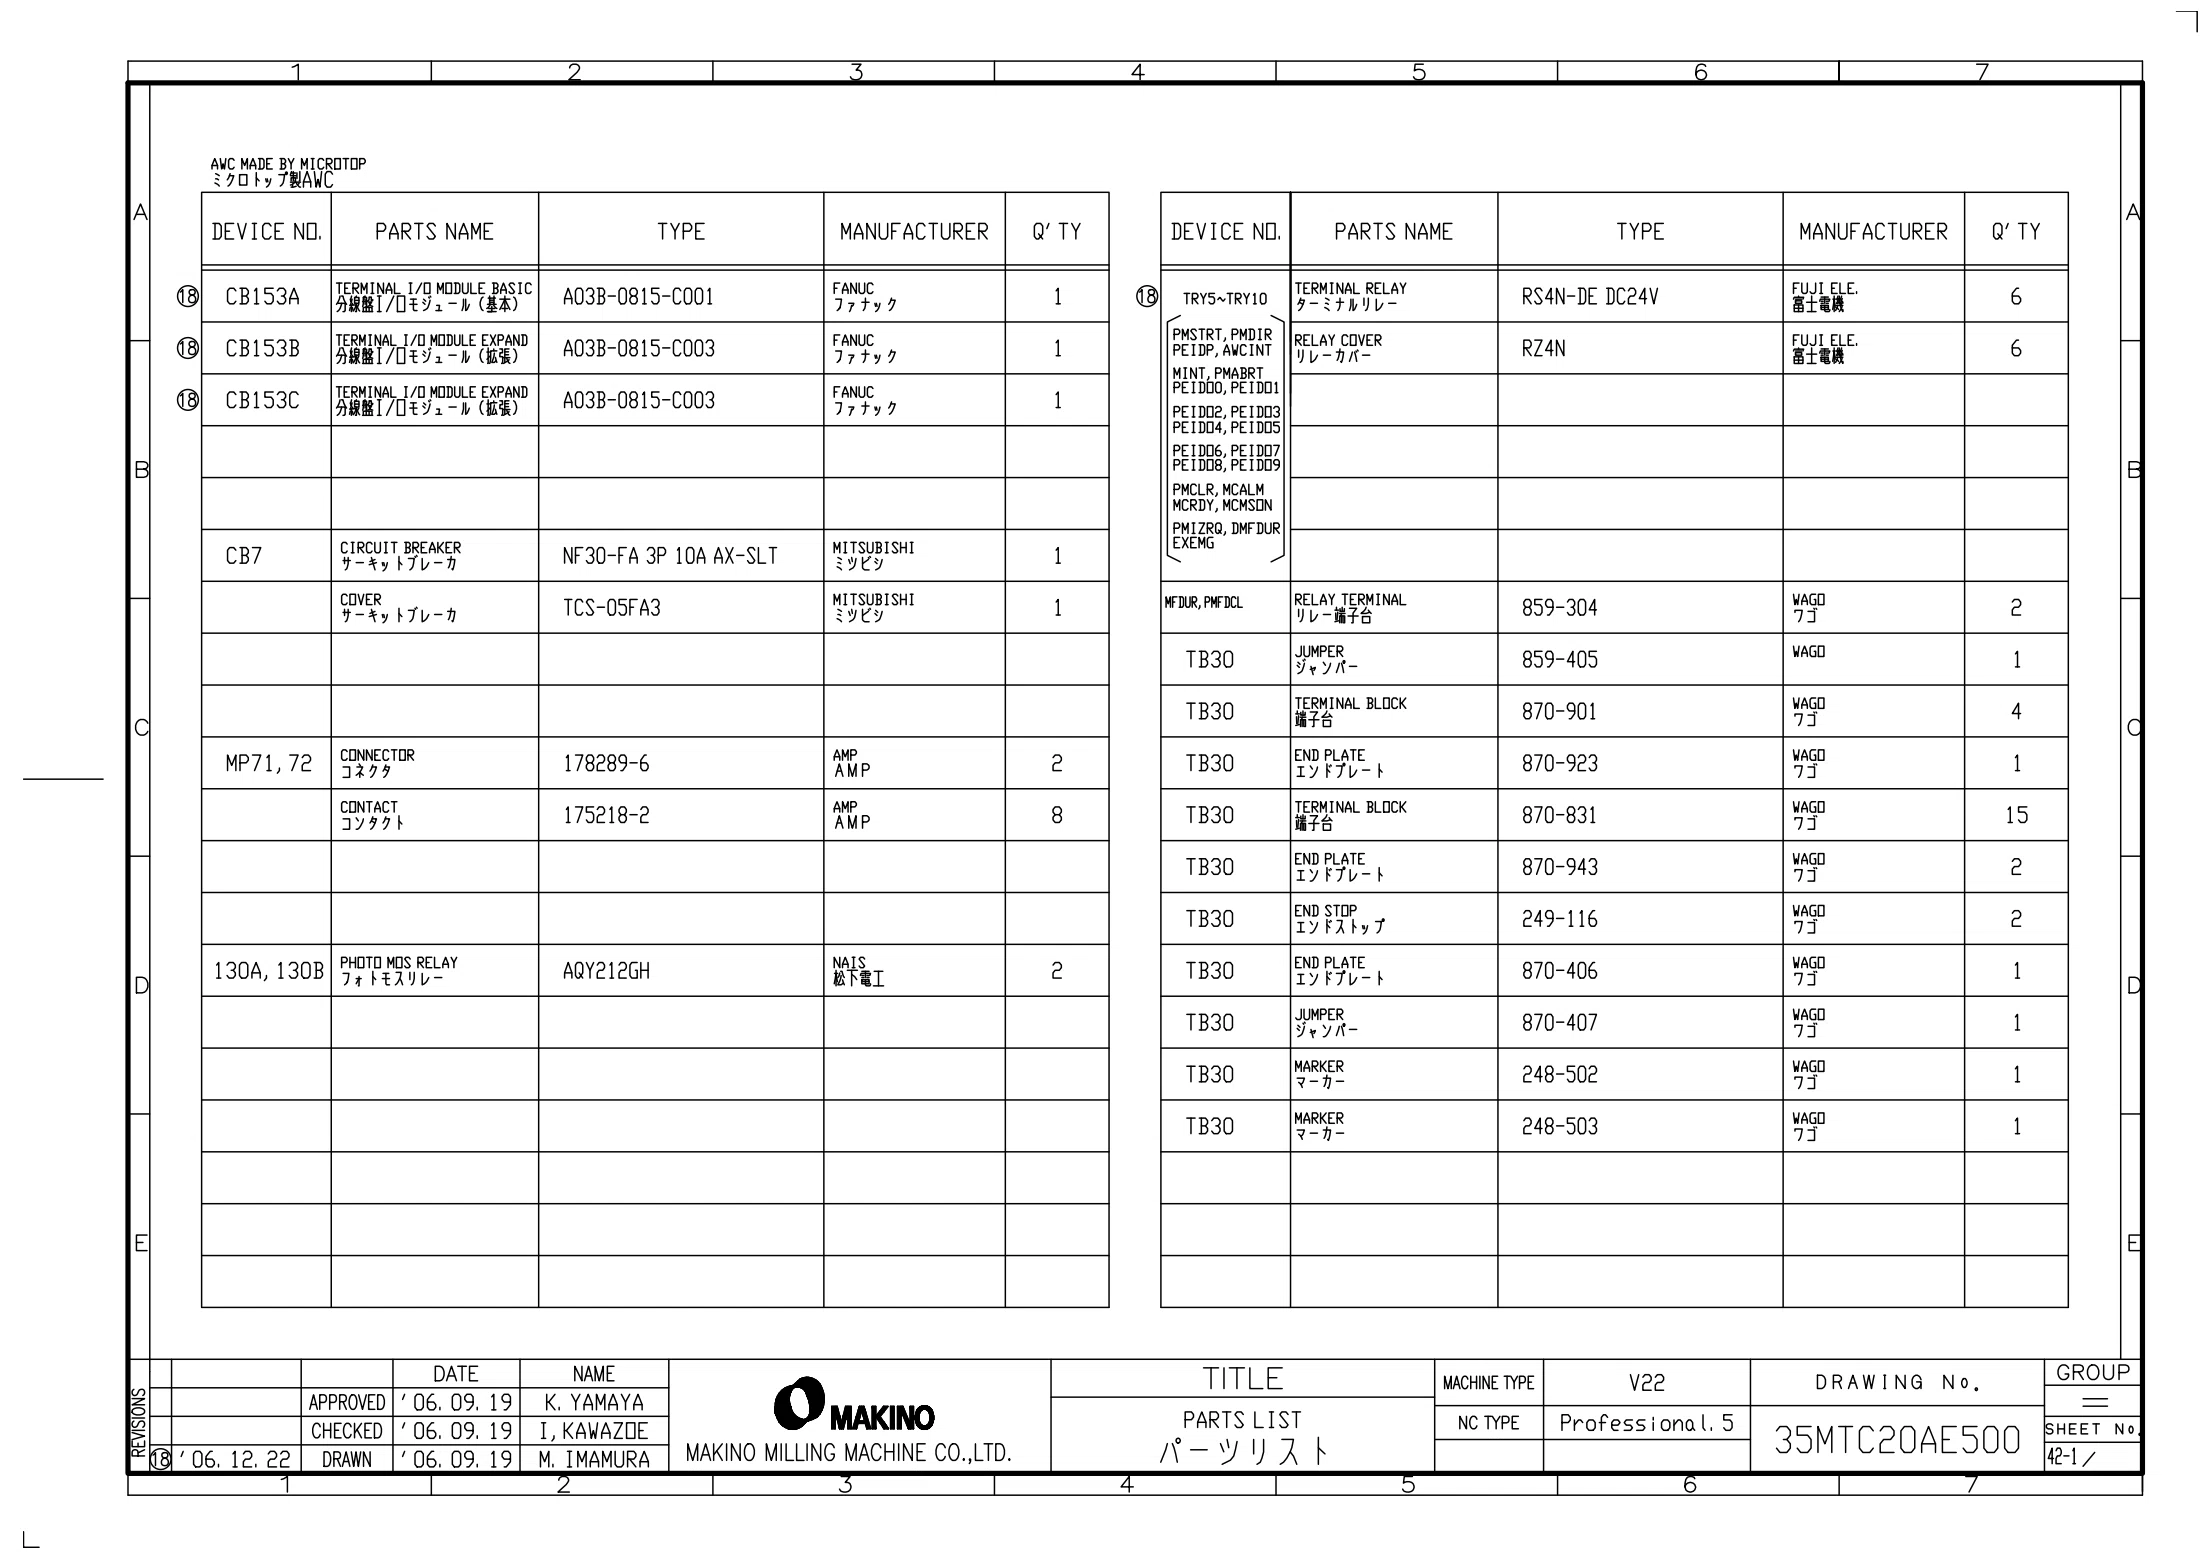 1 2 3 4 5 6 7
AWC MADE BY MICROTOP
ミクロトップ製AWC
A A
DEVICE NO. PARTS NAME TYPE MANUFACTURER Q'TY
⑱ CB153A TERMINAL I/O MODULE BASIC A03B-0815-C001 FANUC 1
分線盤I/Oモジュール（基本） ファナック
⑱ CB153B TERMINAL I/O MODULE EXPAND A03B-0815-C003 FANUC 1
分線盤I/Oモジュール（拡張） ファナック
⑱ CB153C TERMINAL I/O MODULE EXPAND A03B-0815-C003 FANUC 1
分線盤I/Oモジュール（拡張） ファナック
B B
CB7 CIRCUIT BREAKER NF30-FA 3P 10A AX-SLT MITSUBISHI 1
サーキットブレーカ ミツビシ
COVER TCS-05FA3 MITSUBISHI 1
サーキットブレーカ ミツビシ
C C
MP71, 72 CONNECTOR 178289-6 AMP 2
コネクタ AMP
CONTACT 175218-2 AMP 8
コンタクト AMP
D D
130A, 130B PHOTO MOS RELAY AQY212GH NAIS 2
フォトモスリレー 松下電工
E E
DEVICE NO. PARTS NAME TYPE MANUFACTURER Q'TY
⑱ TRY5~TRY10 TERMINAL RELAY RS4N-DE DC24V FUJI ELE. 6
ターミナルリレー 富士電機
RELAY COVER RZ4N FUJI ELE. 6
リレーカバー 富士電機
PMSTRT, PMDIR
PEIDP, AWCINT
MINT, PMABRT
PEIDO0, PEIDO1
PEIDO2, PEIDO3
PEIDO4, PEIDO5
PEIDO6, PEIDO7
PEIDO8, PEIDO9
PMCLR, MCALM
MCRDY, MCMSON
PMIZRQ, DMFDUR
EXEMG
MFDUR, PMFDCL RELAY TERMINAL 859-304 WAGO 2
リレー端子台 ワゴ
TB30 JUMPER 859-405 WAGO 1
ジャンパー
TB30 TERMINAL BLOCK 870-901 WAGO 4
端子台 ワゴ
TB30 END PLATE 870-923 WAGO 1
エンドプレート ワゴ
TB30 TERMINAL BLOCK 870-831 WAGO 15
端子台 ワゴ
TB30 END PLATE 870-943 WAGO 2
エンドプレート ワゴ
TB30 END STOP 249-116 WAGO 2
エンドストップ ワゴ
TB30 END PLATE 870-406 WAGO 1
エンドプレート ワゴ
TB30 JUMPER 870-407 WAGO 1
ジャンパー ワゴ
TB30 MARKER 248-502 WAGO 1
マーカー ワゴ
TB30 MARKER 248-503 WAGO 1
マーカー ワゴ
REVISIONS
DATE NAME
APPROVED '06. 09. 19 K. YAMAYA
CHECKED '06. 09. 19 I, KAWAZOE
⑱ '06. 12. 22 DRAWN '06. 09. 19 M. IMAMURA
MAKINO
MAKINO MILLING MACHINE CO.,LTD.
TITLE
PARTS LIST
パーツリスト
MACHINE TYPE V22
NC TYPE Professional. 5
DRAWING No.
35MTC20AE500
GROUP
=
SHEET No.
42-1/
1 2 3 4 5 6 7